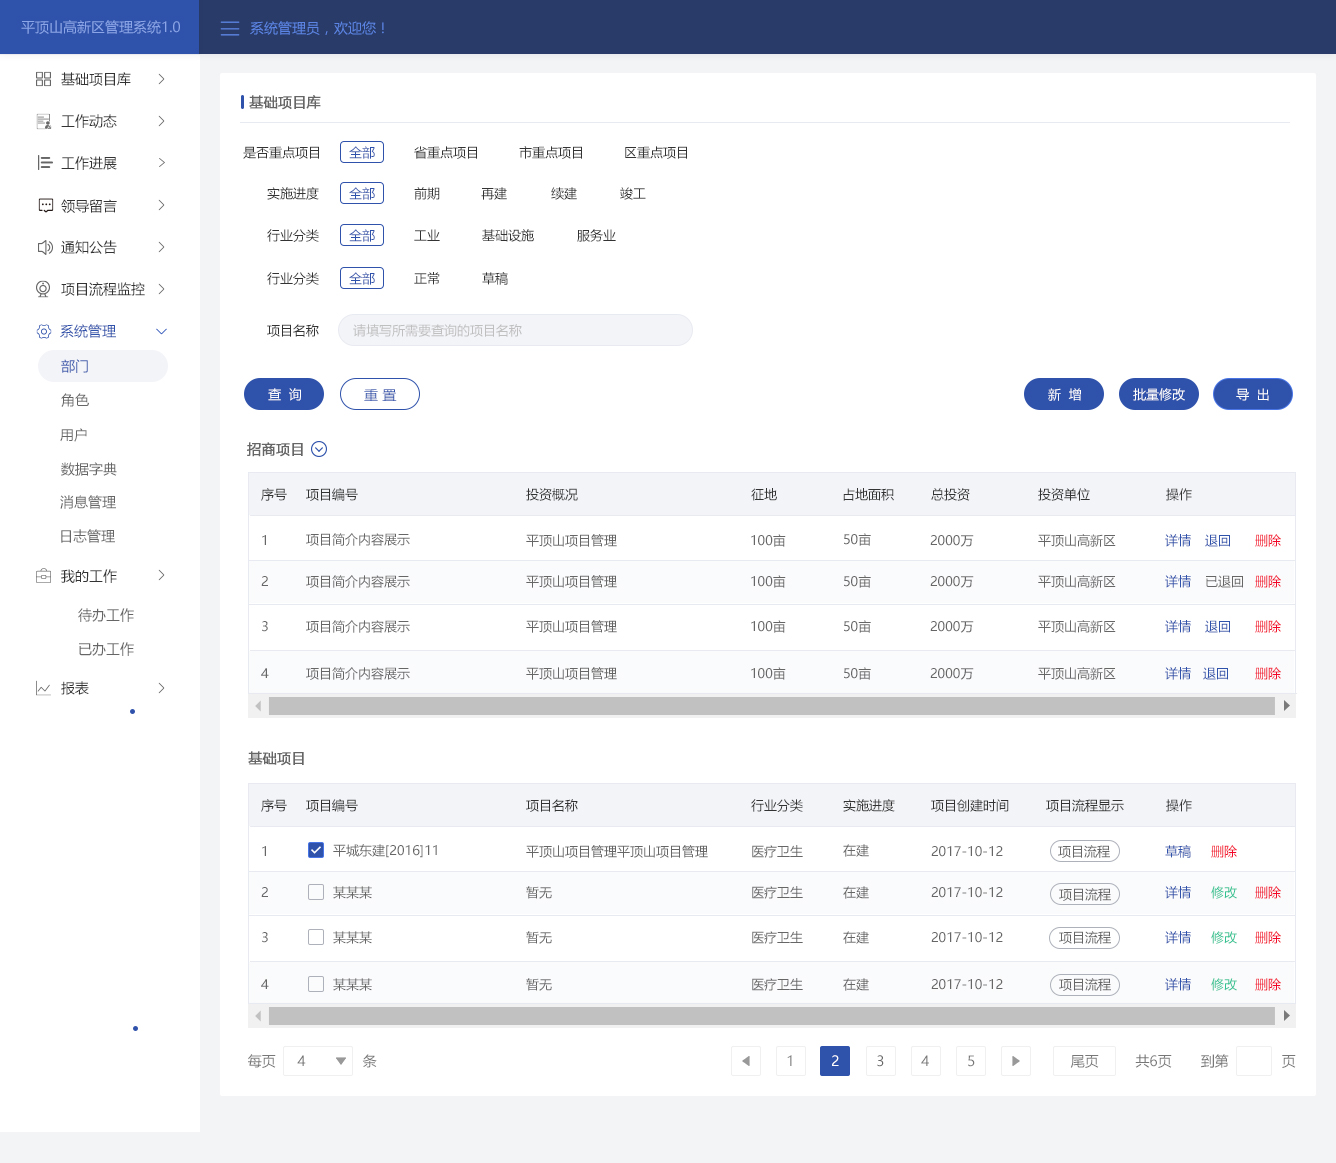 平顶山高新区管理系统1.0
系统管理员，欢迎您！
基础项目库
工作动态
工作进展
领导留言
通知公告
项目流程监控
系统管理
部门
角色
用户
数据字典
消息管理
日志管理
我的工作
待办工作
已办工作
报表
基础项目库
是否重点项目 全部 省重点项目 市重点项目 区重点项目
实施进度 全部 前期 再建 续建 竣工
行业分类 全部 工业 基础设施 服务业
行业分类 全部 正常 草稿
项目名称 请填写所需要查询的项目名称
查 询 重 置 新 增 批量修改 导 出
招商项目
序号 项目编号 投资概况 征地 占地面积 总投资 投资单位 操作
1 项目简介内容展示 平顶山项目管理 100亩 50亩 2000万 平顶山高新区 详情 退回 删除
2 项目简介内容展示 平顶山项目管理 100亩 50亩 2000万 平顶山高新区 详情 已退回 删除
3 项目简介内容展示 平顶山项目管理 100亩 50亩 2000万 平顶山高新区 详情 退回 删除
4 项目简介内容展示 平顶山项目管理 100亩 50亩 2000万 平顶山高新区 详情 退回 删除
基础项目
序号 项目编号 项目名称 行业分类 实施进度 项目创建时间 项目流程显示 操作
1 平城东建[2016]11 平顶山项目管理平顶山项目管理 医疗卫生 在建 2017-10-12 项目流程 草稿 删除
2 某某某 暂无 医疗卫生 在建 2017-10-12 项目流程 详情 修改 删除
3 某某某 暂无 医疗卫生 在建 2017-10-12 项目流程 详情 修改 删除
4 某某某 暂无 医疗卫生 在建 2017-10-12 项目流程 详情 修改 删除
每页 4 条 1 2 3 4 5 尾页 共6页 到第 页